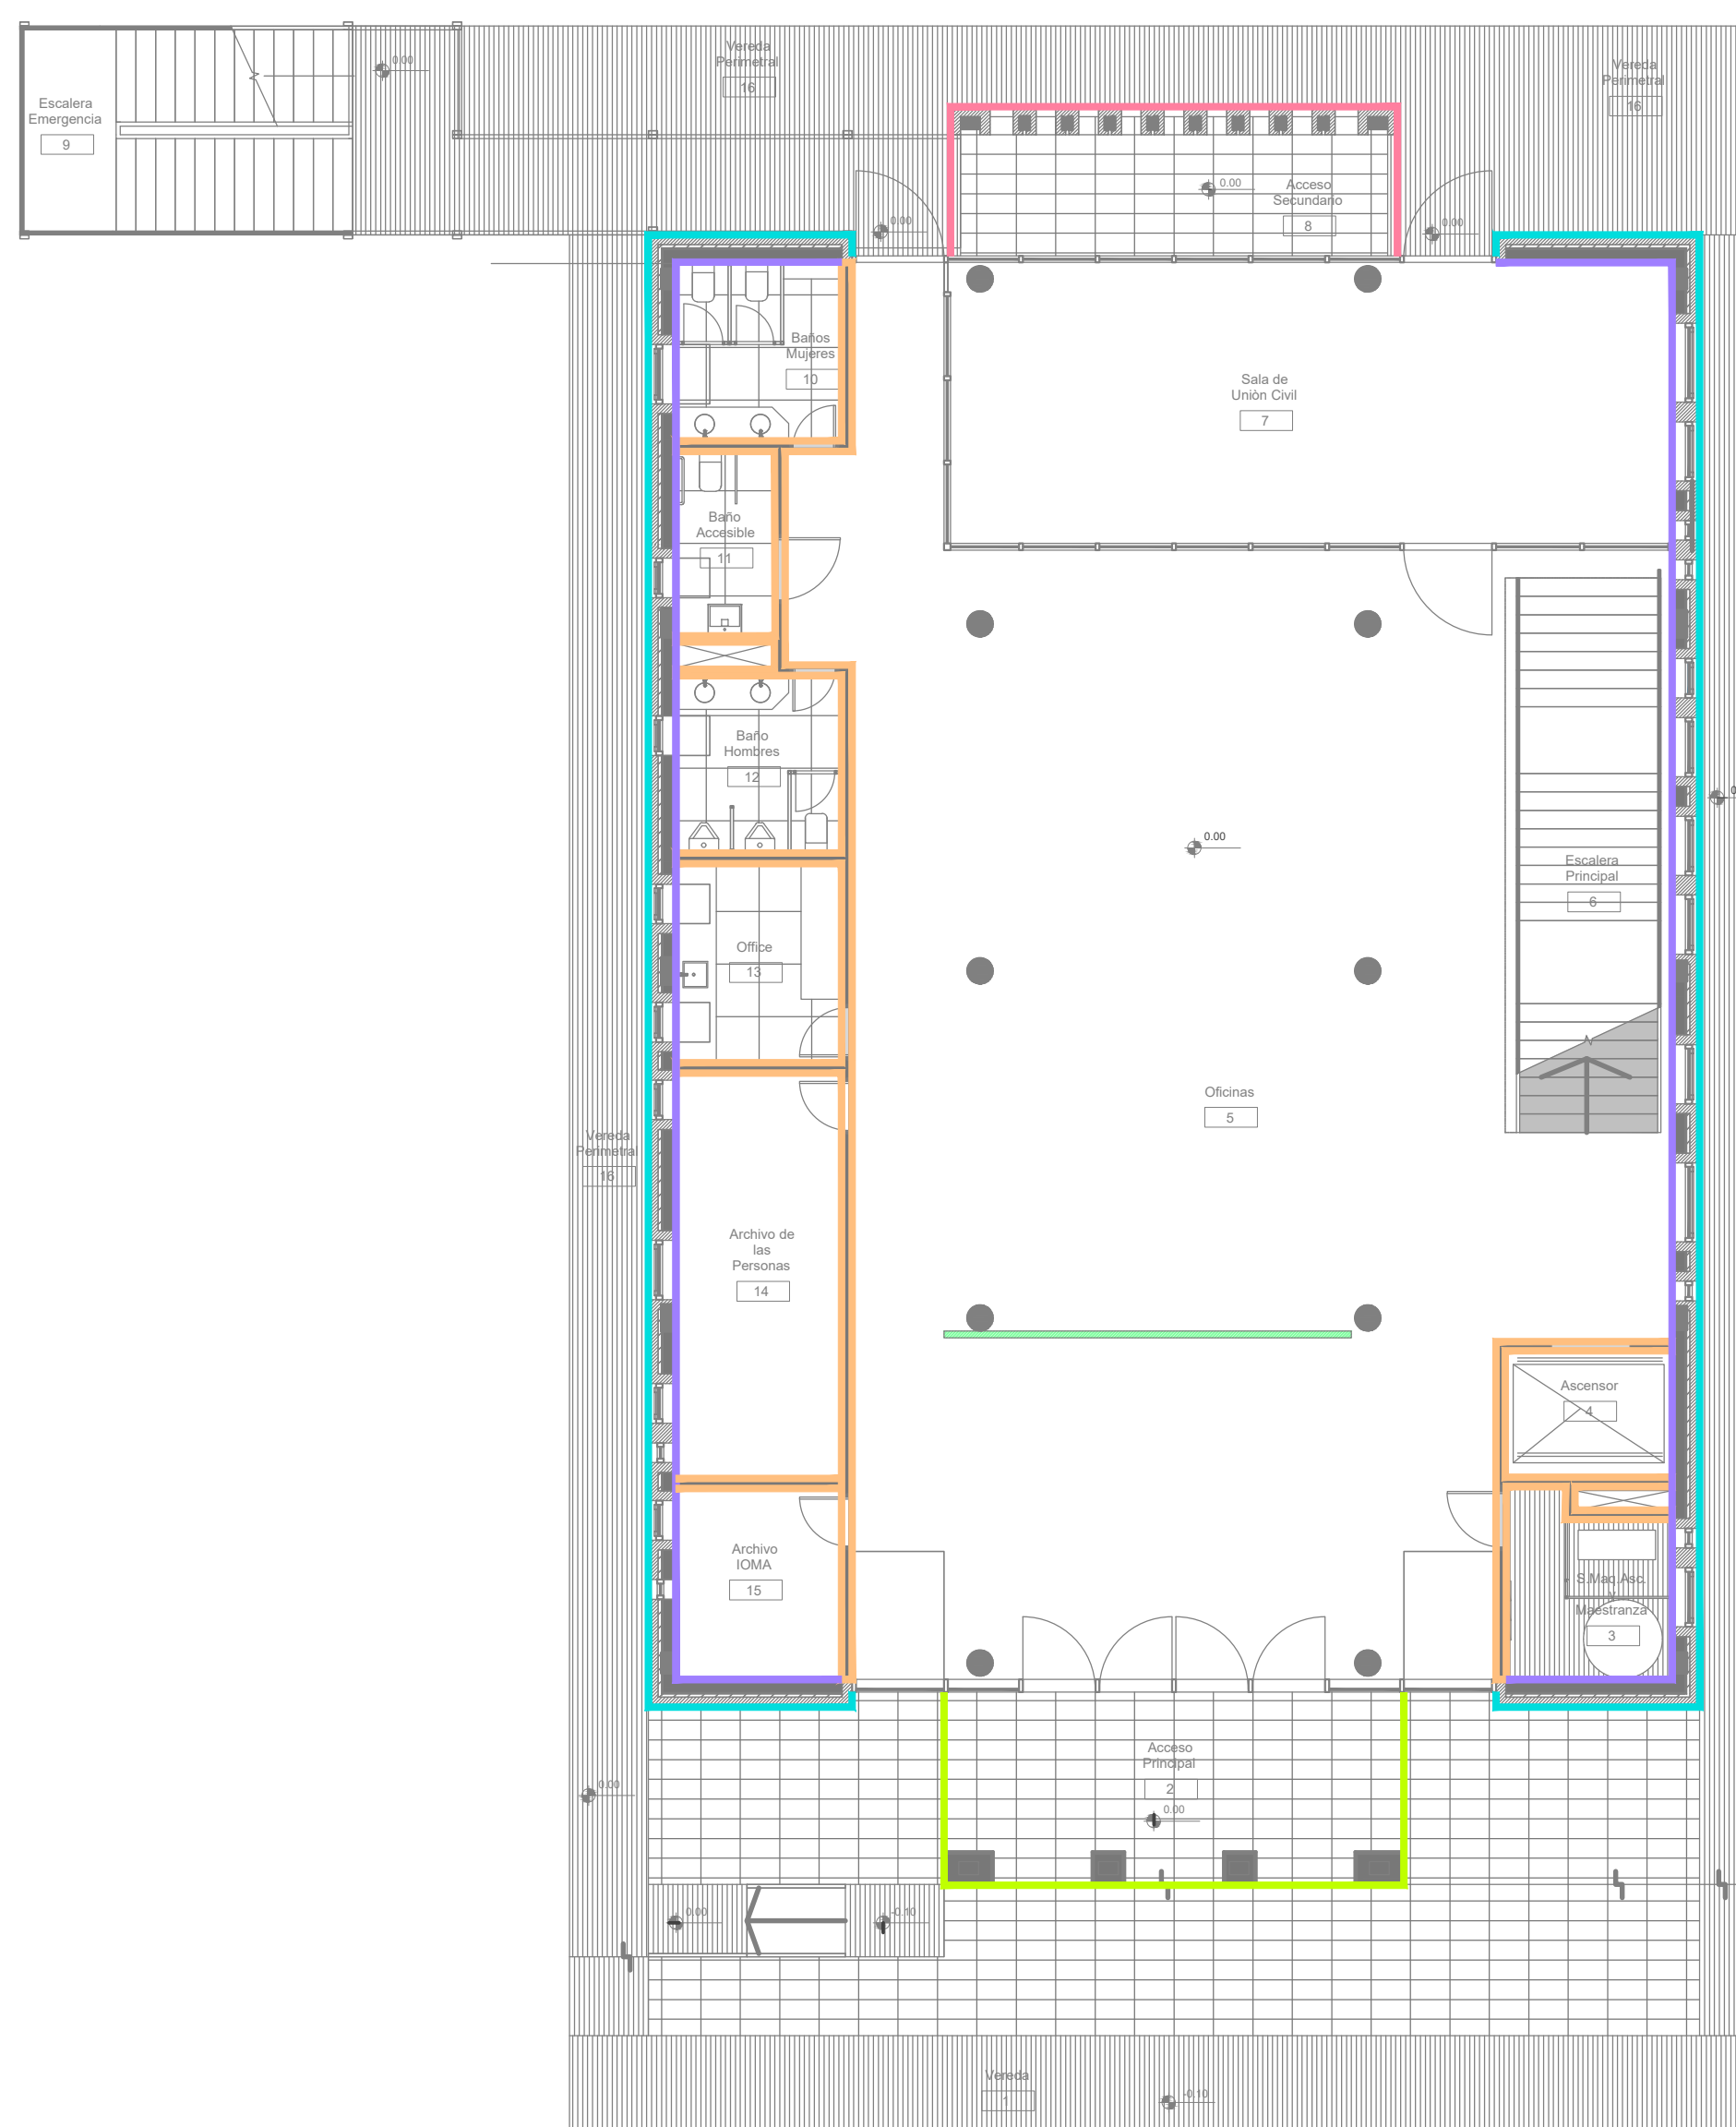 0.00
Vereda
Perimetral
16
Vereda
Perimetral
16
Escalera
Emergencia
9
0.00
Acceso
Secundario
8
0.00
0.00
Baños
Mujeres
10
Sala de
Uniòn Civil
7
Baño
Accesible
11
Baño
Hombres
12
0.00
Escalera
Principal
6
Office
13
Oficinas
5
Vereda
Perimetral
16
Archivo de
las
Personas
14
Ascensor
4
Archivo
IOMA
15
S.Maq.Asc.
y
Maestranza
3
Acceso
Principal
2
0.00
0.00
0.00
-0.10
Vereda
1
-0.10